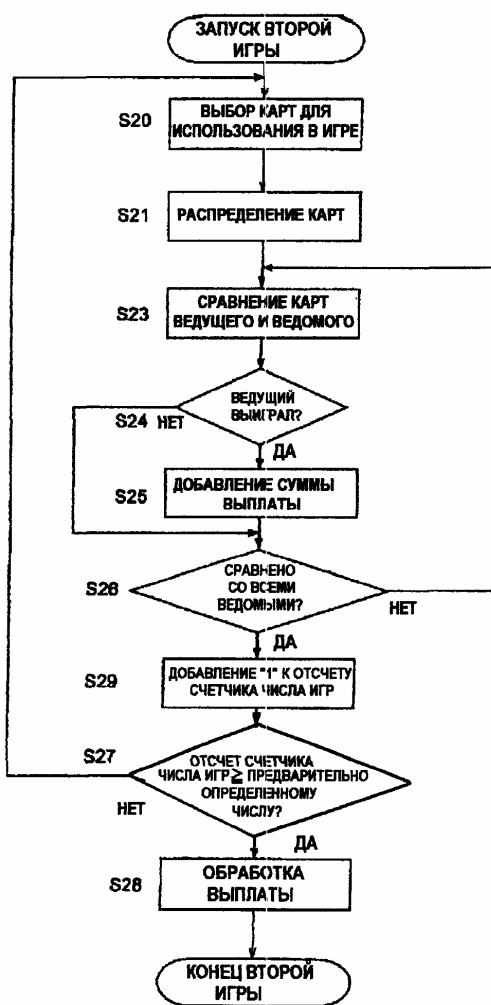 ЗАПУСК ВТОРОЙ
ИГРЫ
S20
ВЫБОР КАРТ ДЛЯ
ИСПОЛЬЗОВАНИЯ В ИГРЕ
S21
РАСПРЕДЕЛЕНИЕ КАРТ
S23
СРАВНЕНИЕ КАРТ
ВЕДУЩЕГО И ВЕДОМОГО
S24
НЕТ
ВЕДУЩИЙ
ВЫИГРАЛ?
ДА
S25
ДОБАВЛЕНИЕ СУММЫ
ВЫПЛАТЫ
S26
СРАВНЕНО
СО ВСЕМИ
ВЕДОМЫМИ?
НЕТ
ДА
S29
ДОБАВЛЕНИЕ "1" К ОТСЧЕТУ
СЧЕТЧИКА ЧИСЛА ИГР
S27
ОТСЧЕТ СЧЕТЧИКА
ЧИСЛА ИГР ≧ ПРЕДВАРИТЕЛЬНО
ОПРЕДЕЛЕННОМУ
ЧИСЛУ?
НЕТ
ДА
S28
ОБРАБОТКА
ВЫПЛАТЫ
КОНЕЦ ВТОРОЙ
ИГРЫ